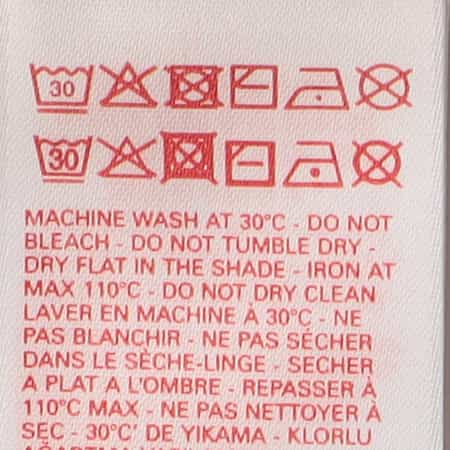 30
30
MACHINE WASH AT 30°C - DO NOT
BLEACH - DO NOT TUMBLE DRY -
DRY FLAT IN THE SHADE - IRON AT
MAX 110°C - DO NOT DRY CLEAN
LAVER EN MACHINE À 30°C - NE
PAS BLANCHIR - NE PAS SÉCHER
DANS LE SÈCHE-LINGE - SECHER
A PLAT A L'OMBRE - REPASSER À
110°C MAX - NE PAS NETTOYER À
SEC - 30°C' DE YIKAMA - KLORLU